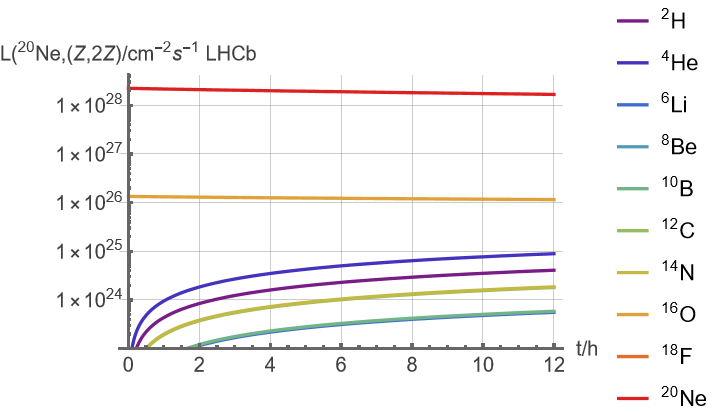 L(²⁰Ne,(Z,2Z)/cm⁻²s⁻¹ LHCb
1×10²⁸
1×10²⁷
1×10²⁶
1×10²⁵
1×10²⁴
0 2 4 6 8 10 12 t/h
²H
⁴He
⁶Li
⁸Be
¹⁰B
¹²C
¹⁴N
¹⁶O
¹⁸F
²⁰Ne